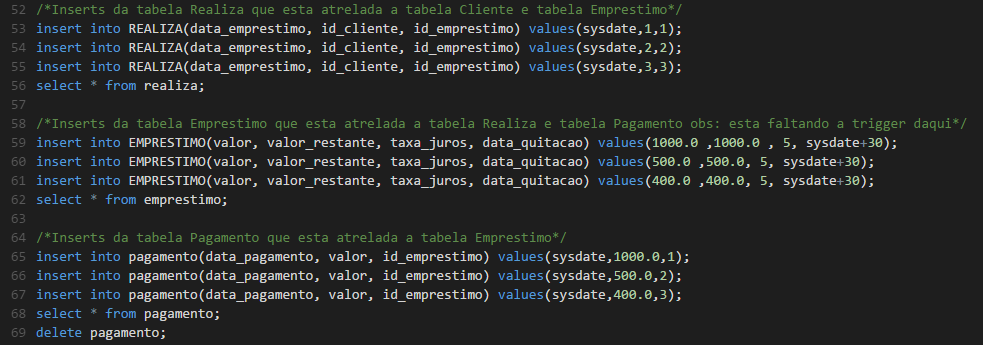 52 /*Inserts da tabela Realiza que esta atrelada a tabela Cliente e tabela Emprestimo*/
53 insert into REALIZA(data_emprestimo, id_cliente, id_emprestimo) values(sysdate,1,1);
54 insert into REALIZA(data_emprestimo, id_cliente, id_emprestimo) values(sysdate,2,2);
55 insert into REALIZA(data_emprestimo, id_cliente, id_emprestimo) values(sysdate,3,3);
56 select * from realiza;
57
58 /*Inserts da tabela Emprestimo que esta atrelada a tabela Realiza e tabela Pagamento obs: esta faltando a trigger daqui*/
59 insert into EMPRESTIMO(valor, valor_restante, taxa_juros, data_quitacao) values(1000.0 ,1000.0 , 5, sysdate+30);
60 insert into EMPRESTIMO(valor, valor_restante, taxa_juros, data_quitacao) values(500.0 ,500.0, 5, sysdate+30);
61 insert into EMPRESTIMO(valor, valor_restante, taxa_juros, data_quitacao) values(400.0 ,400.0, 5, sysdate+30);
62 select * from emprestimo;
63
64 /*Inserts da tabela Pagamento que esta atrelada a tabela Emprestimo*/
65 insert into pagamento(data_pagamento, valor, id_emprestimo) values(sysdate,1000.0,1);
66 insert into pagamento(data_pagamento, valor, id_emprestimo) values(sysdate,500.0,2);
67 insert into pagamento(data_pagamento, valor, id_emprestimo) values(sysdate,400.0,3);
68 select * from pagamento;
69 delete pagamento;